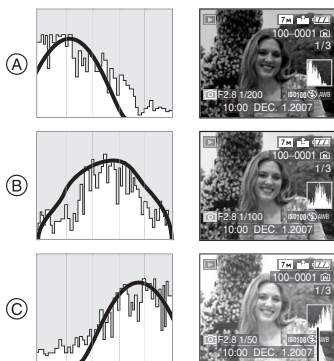 A
7M
100-0001
1/3
F2.8 1/200
ISO100 AWB
10:00 DEC. 1.2007
B
7M
100-0001
1/3
F2.8 1/100
ISO100 AWB
10:00 DEC. 1.2007
C
7M
100-0001
1/3
F2.8 1/50
ISO100 AWB
10:00 DEC. 1.2007